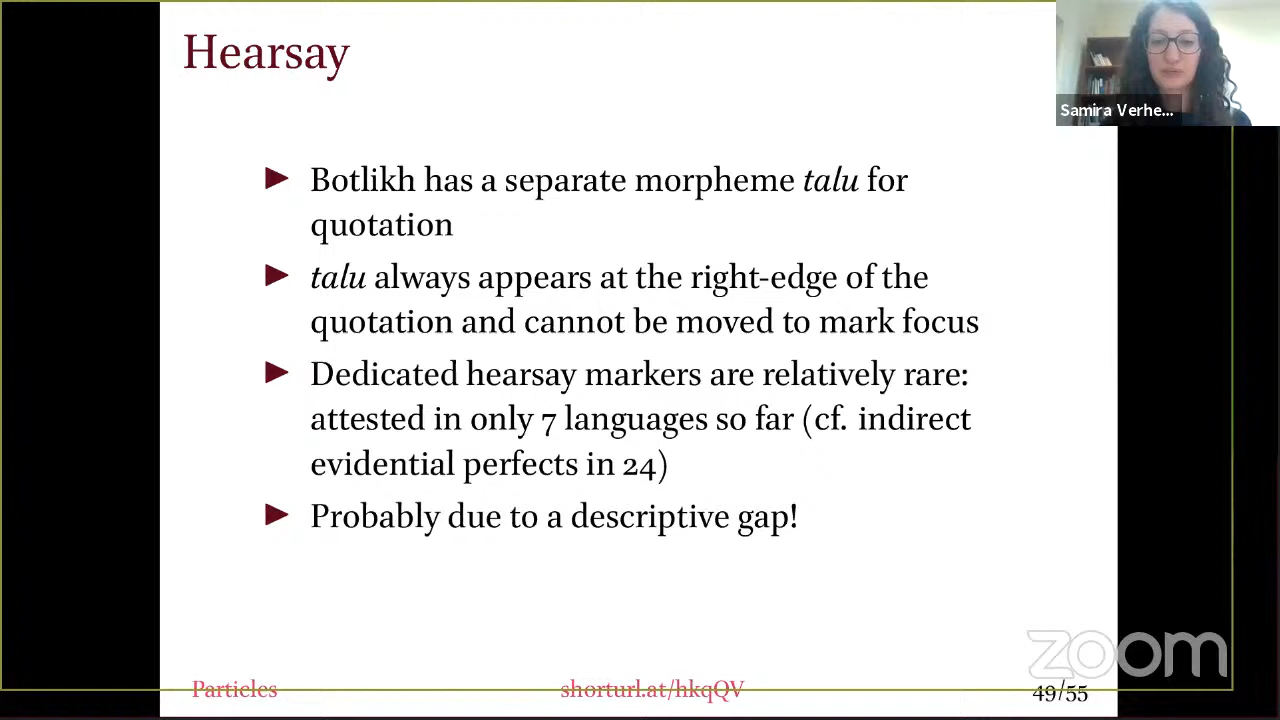 Hearsay
Samira Verhe...
Botlikh has a separate morpheme talu for
quotation
talu always appears at the right-edge of the
quotation and cannot be moved to mark focus
Dedicated hearsay markers are relatively rare:
attested in only 7 languages so far (cf. indirect
evidential perfects in 24)
Probably due to a descriptive gap!
zoom
Particles
shorturl.at/hkqQV
49/55